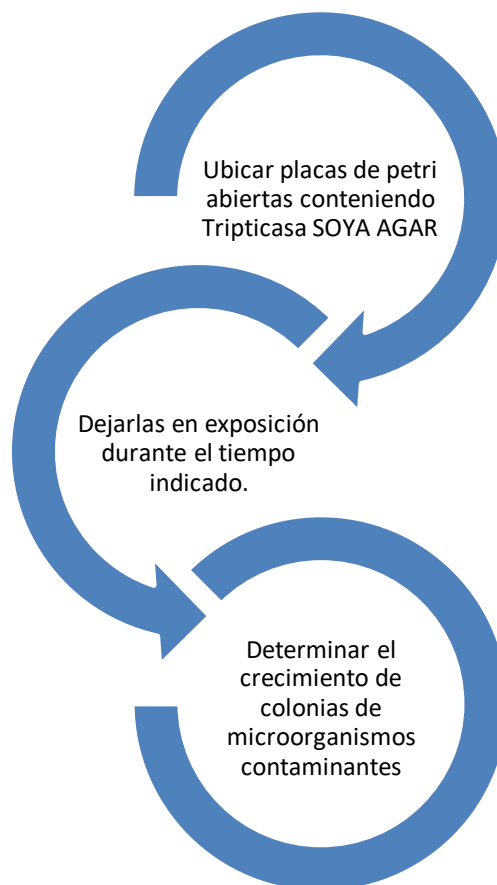 Ubicar placas de petri
abiertas conteniendo
Tripticasa SOYA AGAR
Dejarlas en exposición
durante el tiempo
indicado.
Determinar el
crecimiento de
colonias de
microorganismos
contaminantes